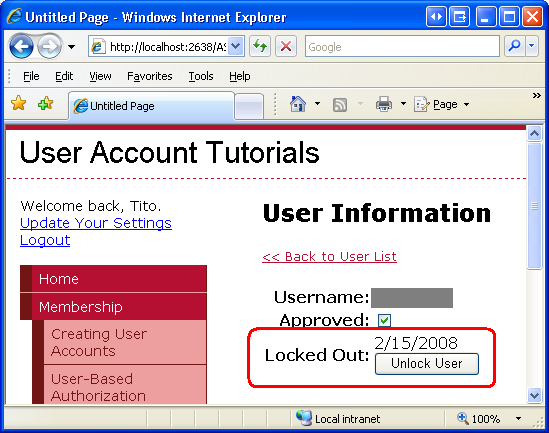 Untitled Page - Windows Internet Explorer
http://localhost:2638/AS
Google
File Edit View Favorites Tools Help
Untitled Page
Page
User Account Tutorials
Welcome back, Tito.
Update Your Settings
Logout
Home
Membership
Creating User
Accounts
User-Based
Authorization
User Information
<< Back to User List
Username:
Approved:
Locked Out:
2/15/2008
Unlock User
Local intranet
100%